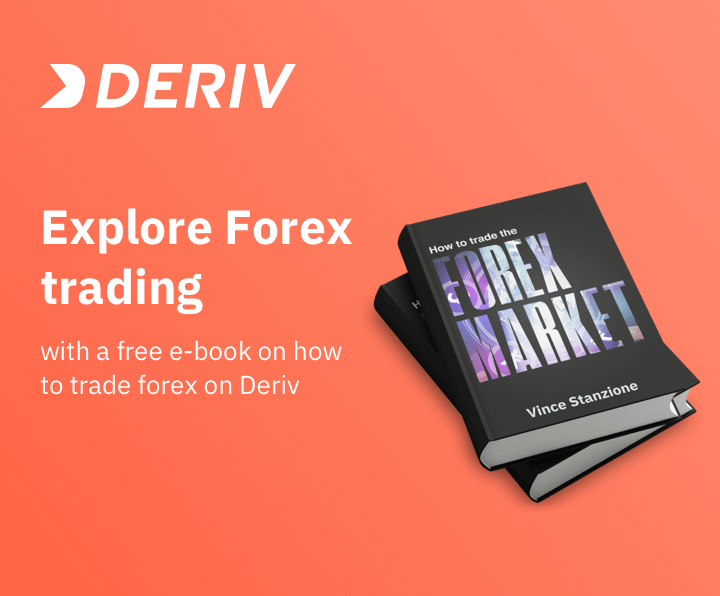 DERIV
Explore Forex
trading
with a free e-book on how
to trade forex on Deriv
How to trade the
FOREX
MARKET
Vince Stanzione